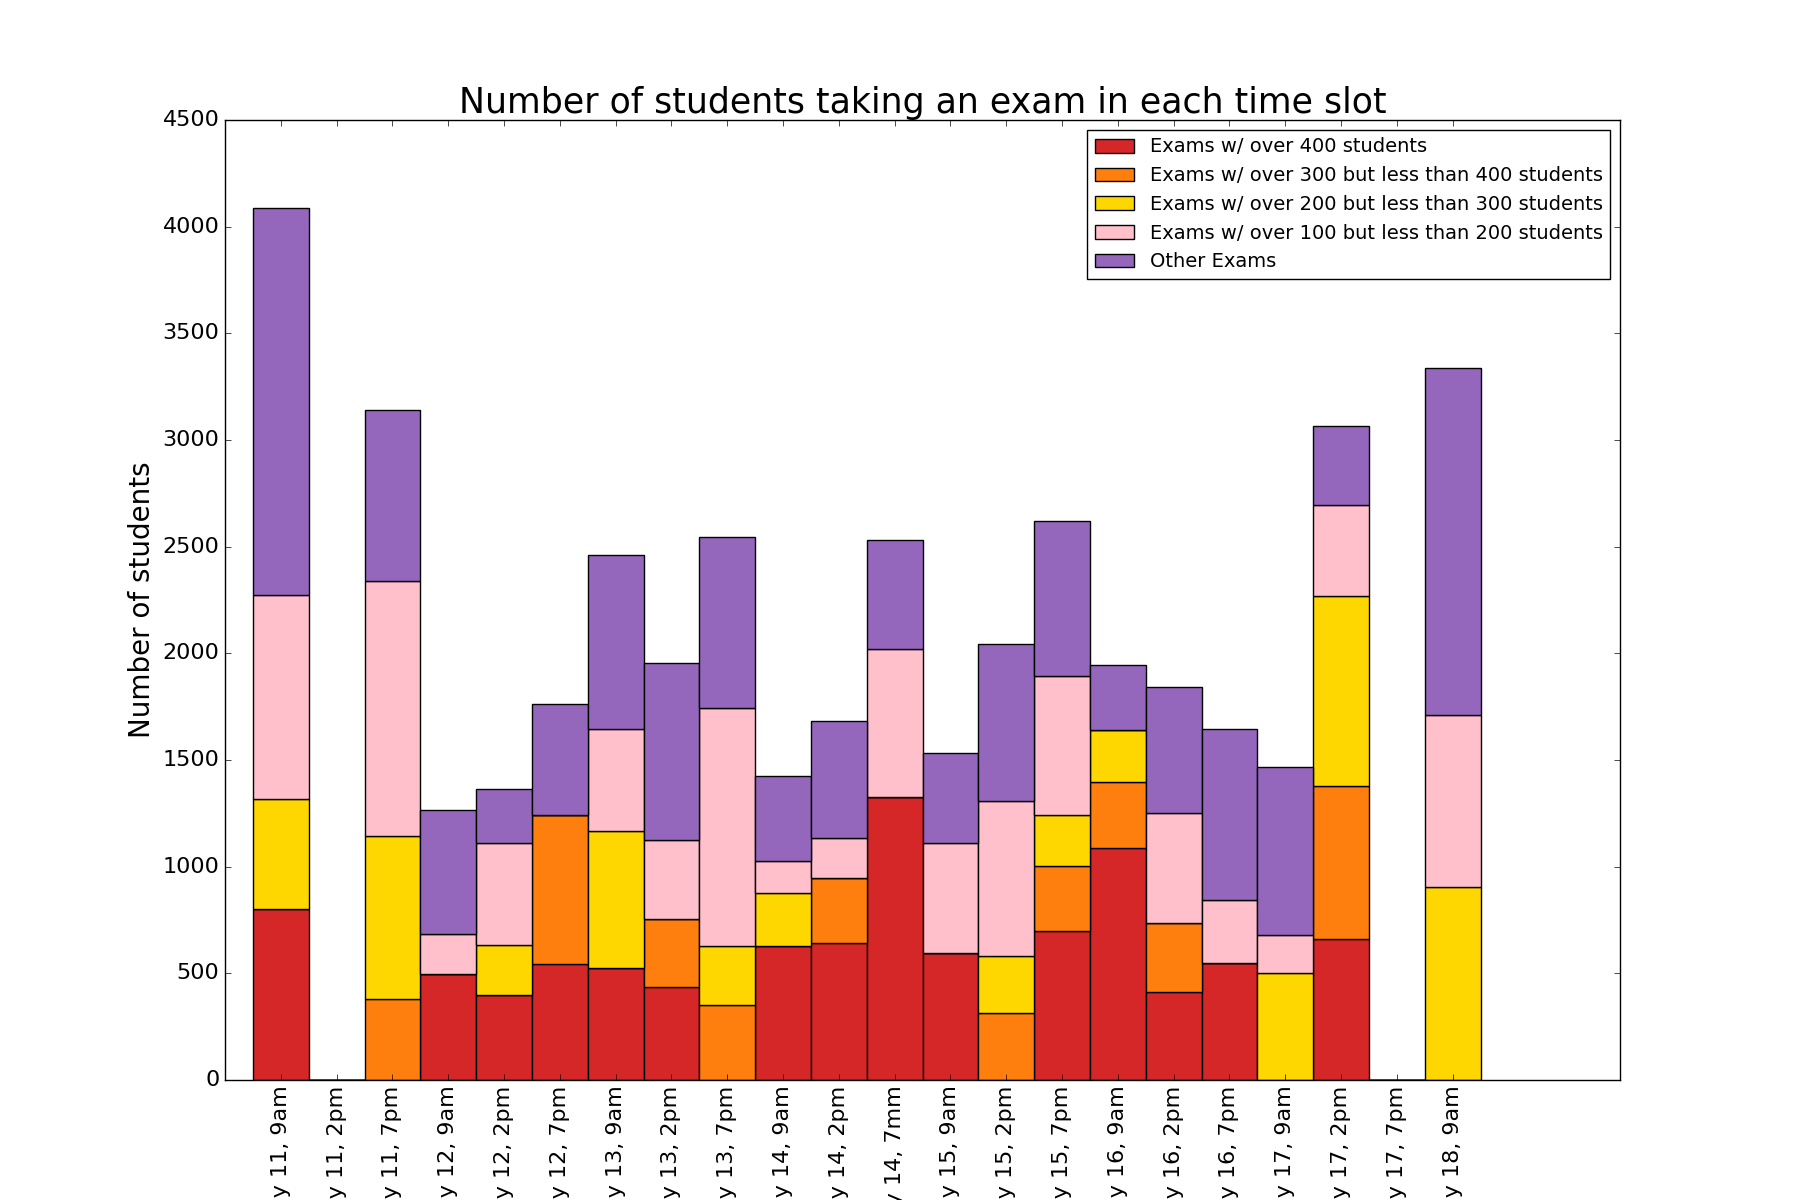 Number of students taking an exam in each time slot
4500
4000
3500
3000
2500
2000
1500
1000
500
0
Number of students
Exams w/ over 400 students
Exams w/ over 300 but less than 400 students
Exams w/ over 200 but less than 300 students
Exams w/ over 100 but less than 200 students
Other Exams
y 11, 9am
y 11, 2pm
y 11, 7pm
y 12, 9am
y 12, 2pm
y 12, 7pm
y 13, 9am
y 13, 2pm
y 13, 7pm
y 14, 9am
y 14, 2pm
y 14, 7mm
y 15, 9am
y 15, 2pm
y 15, 7pm
y 16, 9am
y 16, 2pm
y 16, 7pm
y 17, 9am
y 17, 2pm
y 17, 7pm
y 18, 9am